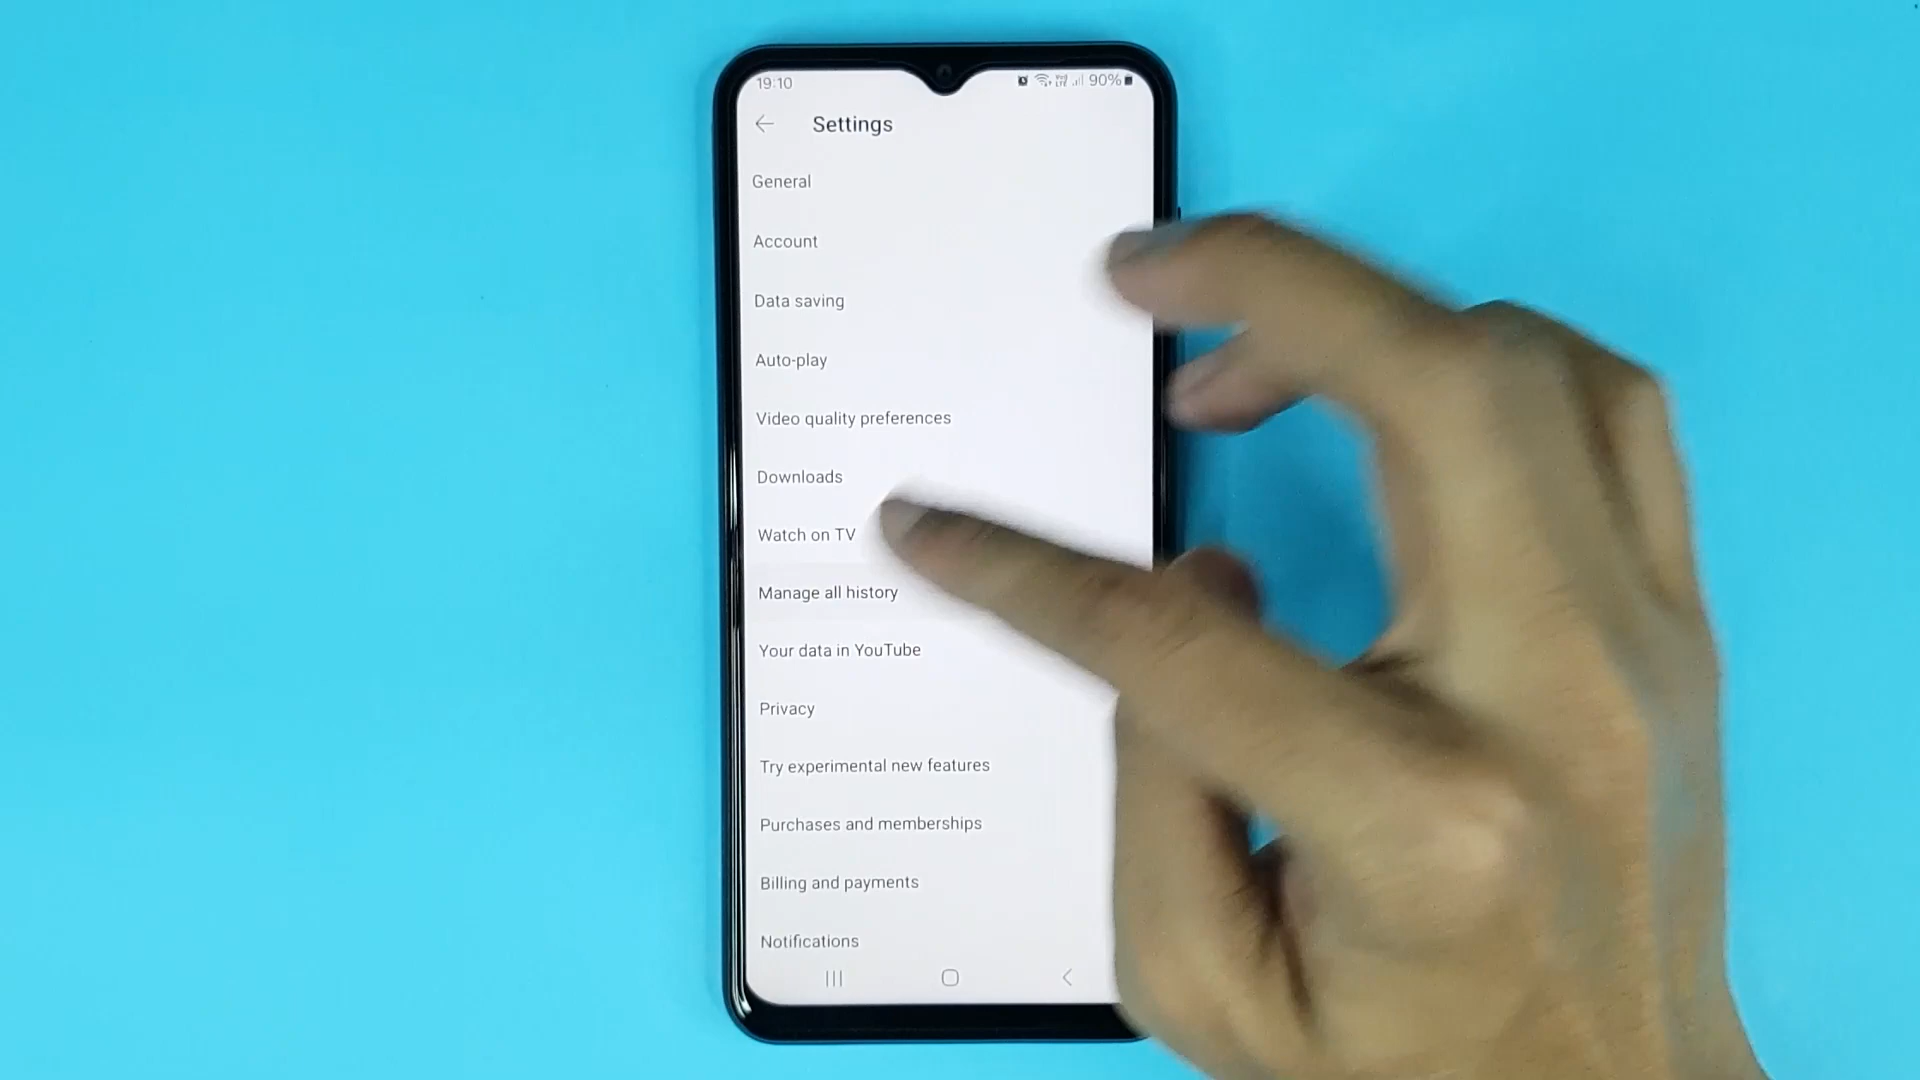 19:10
90%
Settings
General
Account
Data saving
Auto-play
Video quality preferences
Downloads
Watch on TV
Manage all history
Your data in YouTube
Privacy
Try experimental new features
Purchases and memberships
Billing and payments
Notifications